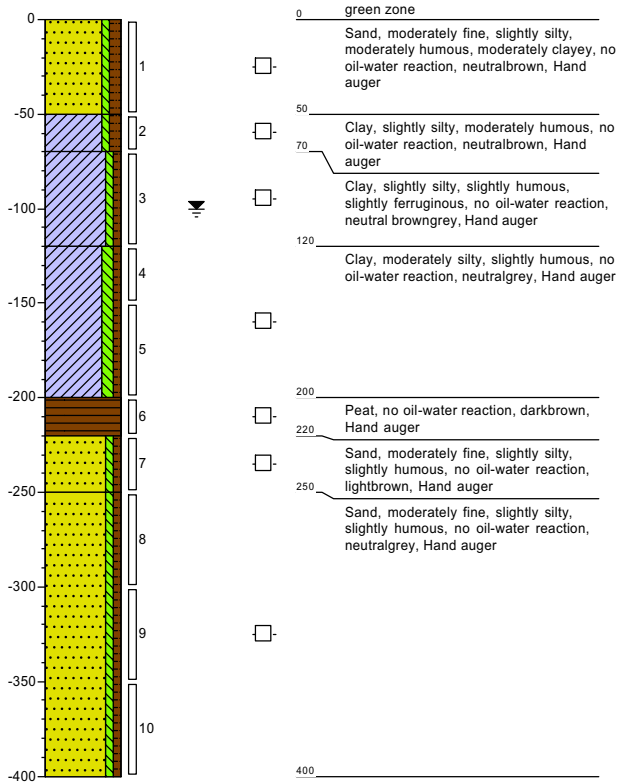 0
-50
-100
-150
-200
-250
-300
-350
-400
1
2
3
4
5
6
7
8
9
10
0 green zone
Sand, moderately fine, slightly silty,
moderately humous, moderately clayey, no
oil-water reaction, neutralbrown, Hand
auger
50
Clay, slightly silty, moderately humous, no
oil-water reaction, neutralbrown, Hand
auger
70
Clay, slightly silty, slightly humous,
slightly ferruginous, no oil-water reaction,
neutral browngrey, Hand auger
120
Clay, moderately silty, slightly humous, no
oil-water reaction, neutralgrey, Hand auger
200
Peat, no oil-water reaction, darkbrown,
Hand auger
220
Sand, moderately fine, slightly silty,
slightly humous, no oil-water reaction,
lightbrown, Hand auger
250
Sand, moderately fine, slightly silty,
slightly humous, no oil-water reaction,
neutralgrey, Hand auger
400